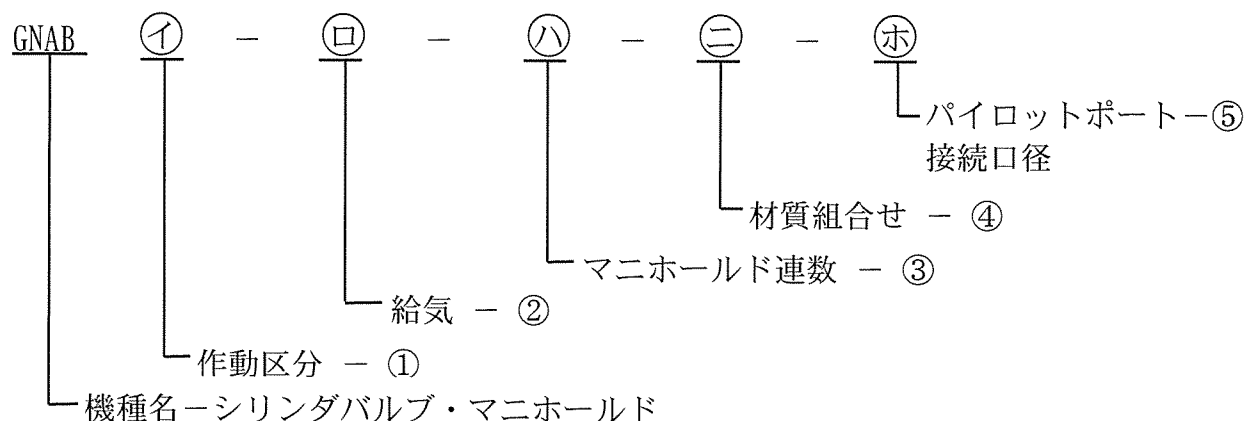 GNAB ㋑ － ㋺ － ㋩ － ㋥ － ㋭
パイロットポート－⑤
接続口径
材質組合せ － ④
マニホールド連数 － ③
給気 － ②
作動区分 － ①
機種名－シリンダバルブ・マニホールド